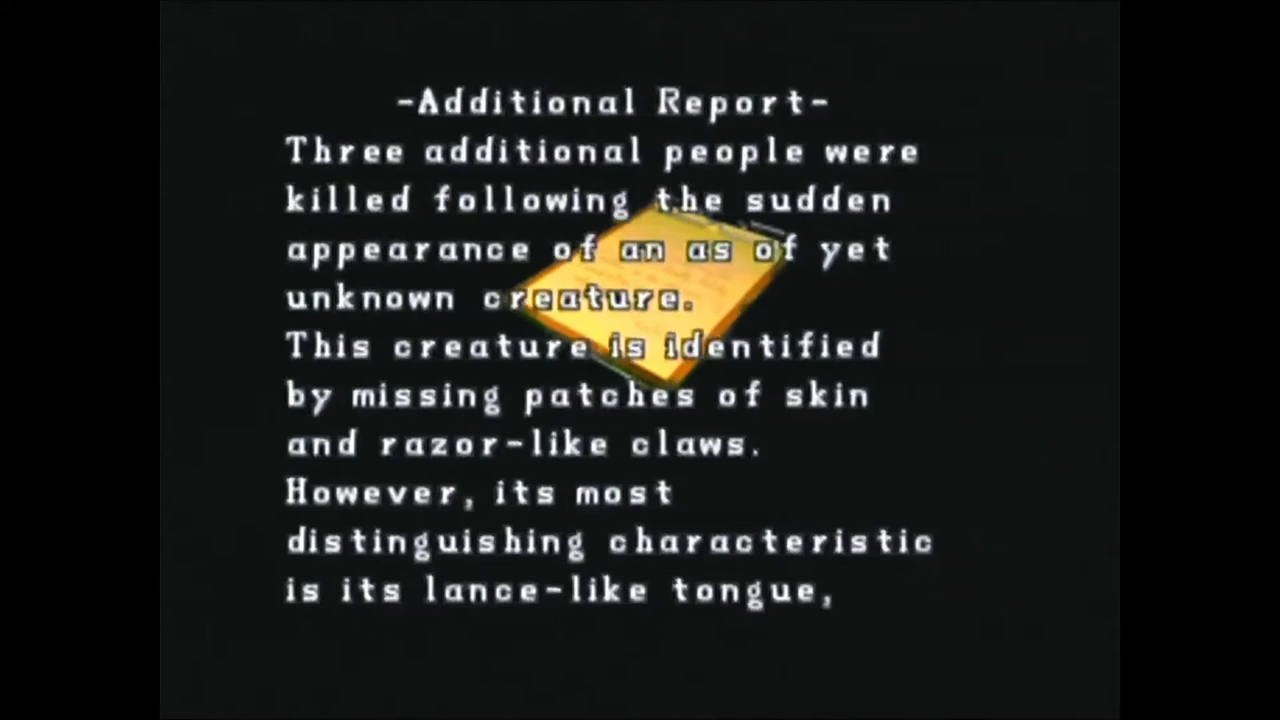 -Additional Report-
Three additional people were
killed following the sudden
appearance of an as of yet
unknown creature.
This creature is identified
by missing patches of skin
and razor-like claws.
However, its most
distinguishing characteristic
is its lance-like tongue,